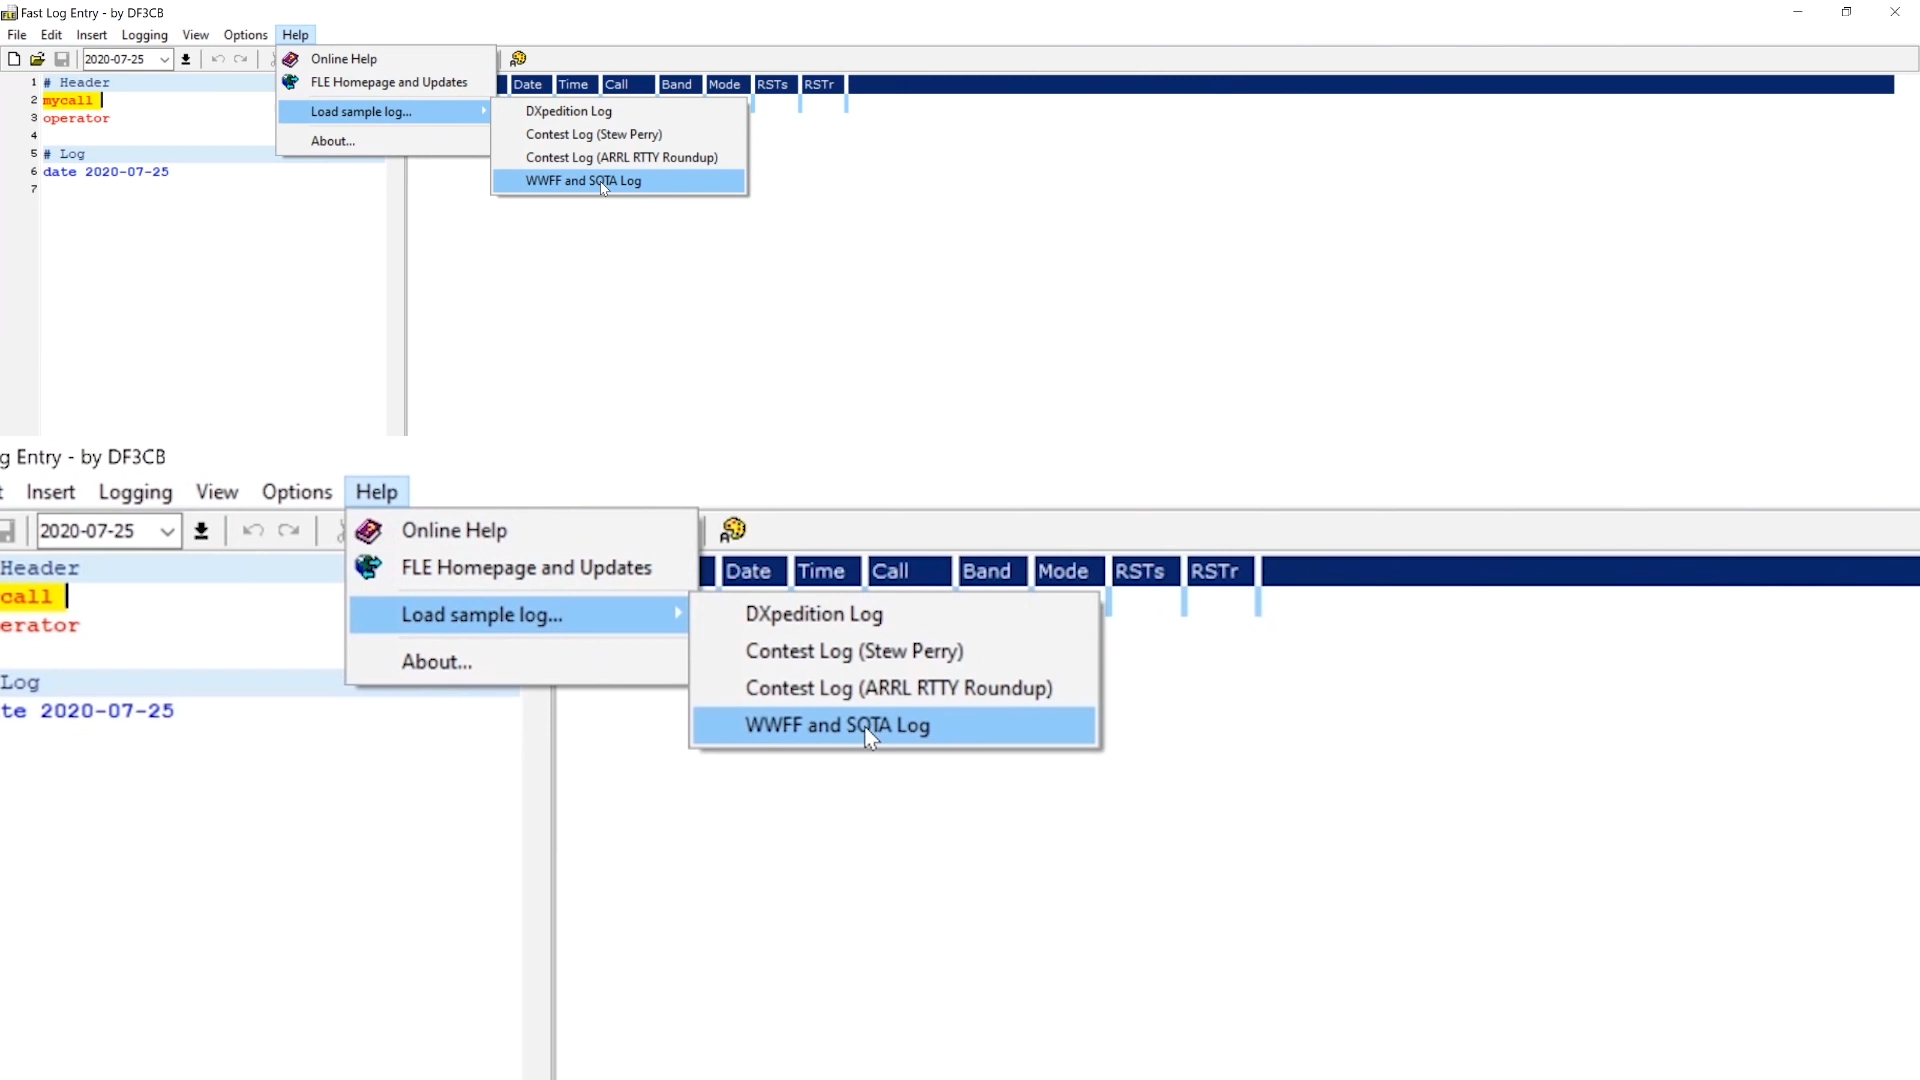 Fast Log Entry - by DF3CB
File Edit Insert Logging View Options Help
2020-07-25
Online Help
FLE Homepage and Updates
Load sample log...
About...
DXpedition Log
Contest Log (Stew Perry)
Contest Log (ARRL RTTY Roundup)
WWFF and SOTA Log
Date Time Call Band Mode RSTs RSTr
1 # Header
2 mycall
3 operator
4
5 # Log
6 date 2020-07-25
7
g Entry - by DF3CB
t Insert Logging View Options Help
2020-07-25
Online Help
FLE Homepage and Updates
Load sample log...
About...
DXpedition Log
Contest Log (Stew Perry)
Contest Log (ARRL RTTY Roundup)
WWFF and SOTA Log
Date Time Call Band Mode RSTs RSTr
Header
call
erator
Log
te 2020-07-25